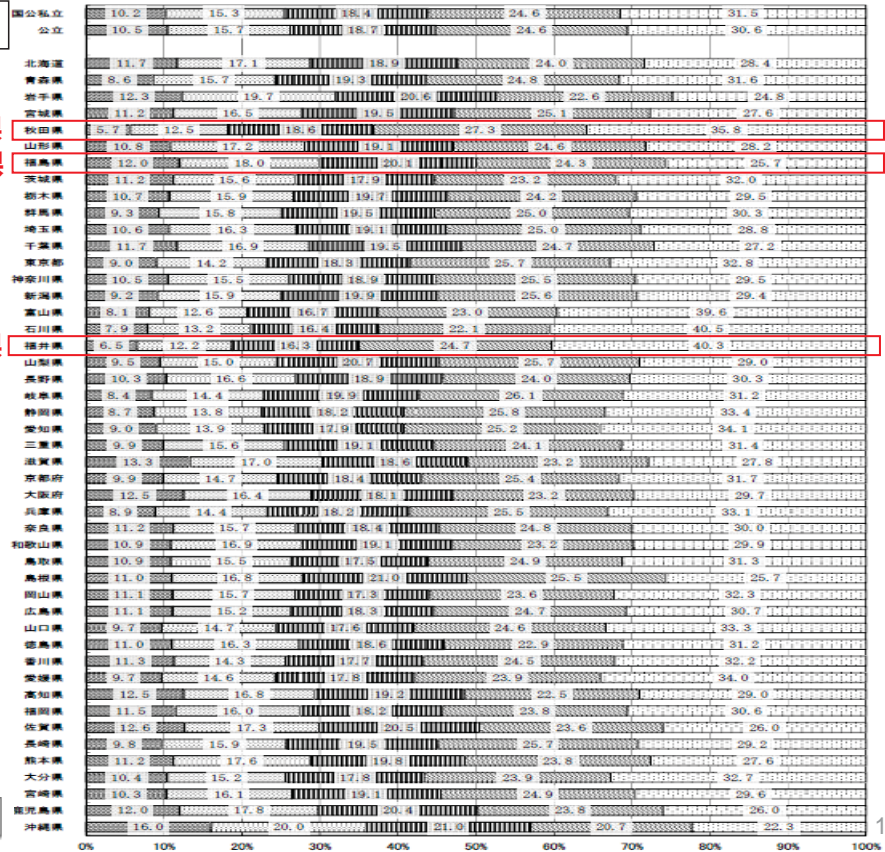 国公私立 10.2 15.3 18.4 24.6 31.5
公立 10.5 15.7 18.7 24.6 30.6
北海道 11.7 17.1 18.9 24.0 28.4
青森県 8.6 15.7 19.3 24.8 31.6
岩手県 12.3 19.7 20.6 22.6 24.8
宮城県 11.2 16.5 19.5 25.1 27.6
秋田県 5.7 12.5 18.6 27.3 35.8
山形県 10.8 17.2 19.1 24.6 28.2
福島県 12.0 18.0 20.1 24.3 25.7
茨城県 11.2 15.6 17.9 23.2 32.0
栃木県 10.7 15.9 19.7 24.2 29.5
群馬県 9.3 15.8 19.5 25.0 30.3
埼玉県 10.6 16.3 19.1 25.0 28.8
千葉県 11.7 16.9 19.5 24.7 27.2
東京都 9.0 14.2 18.3 25.7 32.8
神奈川県 10.5 15.5 18.9 25.5 29.5
新潟県 9.2 15.9 19.9 25.6 29.4
富山県 8.1 12.6 16.7 23.0 39.6
石川県 7.9 13.2 16.4 22.1 40.5
福井県 6.5 12.2 16.3 24.7 40.3
山梨県 9.5 15.0 20.7 25.7 29.0
長野県 10.3 16.6 18.9 24.0 30.3
岐阜県 8.4 14.4 19.9 26.1 31.2
静岡県 8.7 13.8 18.2 25.8 33.4
愛知県 9.0 13.9 17.9 25.2 34.1
三重県 9.9 15.6 19.1 24.1 31.4
滋賀県 13.3 17.0 18.6 23.2 27.8
京都府 9.9 14.7 18.4 25.4 31.7
大阪府 12.5 16.4 18.1 23.2 29.7
兵庫県 8.9 14.4 18.2 25.5 33.1
奈良県 11.2 15.7 18.4 24.8 30.0
和歌山県 10.9 16.9 19.1 23.2 29.9
鳥取県 10.9 15.5 17.5 24.9 31.3
島根県 11.0 16.8 21.0 25.5 25.7
岡山県 11.1 15.7 17.3 23.6 32.3
広島県 11.1 15.2 18.3 24.7 30.7
山口県 9.7 14.7 17.6 24.6 33.3
徳島県 11.0 16.3 18.6 22.9 31.2
香川県 11.3 14.3 17.7 24.5 32.2
愛媛県 9.7 14.6 17.8 23.9 34.0
高知県 12.5 16.8 19.2 22.5 29.0
福岡県 11.5 16.0 18.2 23.8 30.6
佐賀県 12.6 17.3 20.5 23.6 26.0
長崎県 9.8 15.9 19.5 25.7 29.2
熊本県 11.2 17.6 19.8 23.8 27.6
大分県 10.4 15.2 17.8 23.9 32.7
宮崎県 10.3 16.1 19.1 24.9 29.6
鹿児島県 12.0 17.8 20.4 23.8 26.0
沖縄県 16.0 20.0 21.0 20.7 22.3
1
0% 10% 20% 30% 40% 50% 60% 70% 80% 90% 100%